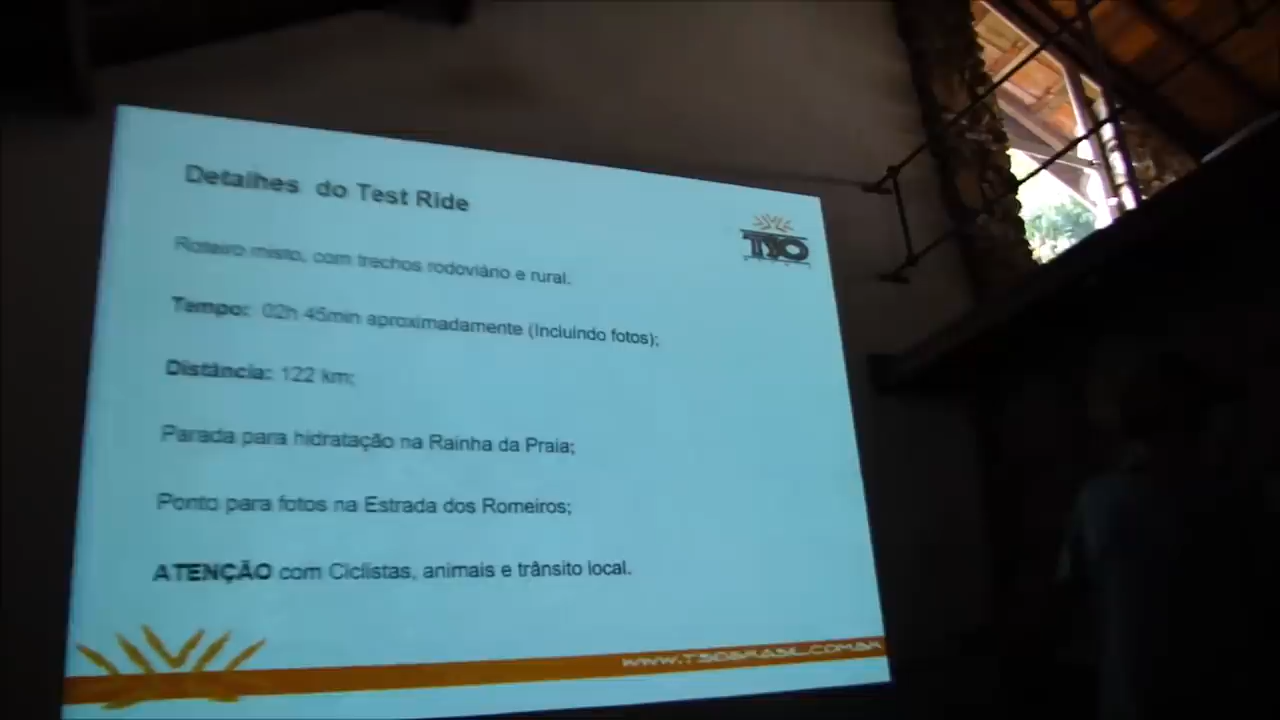 Detalhes do Test Ride
TSO
Roteiro misto, com trechos rodoviário e rural.
Tempo: 02h 45min aproximadamente (Incluindo fotos);
Distância: 122 km;
Parada para hidratação na Rainha da Praia;
Ponto para fotos na Estrada dos Romeiros;
ATENÇÃO com Ciclistas, animais e trânsito local.
WWW.TSOBRASIL.COM.BR